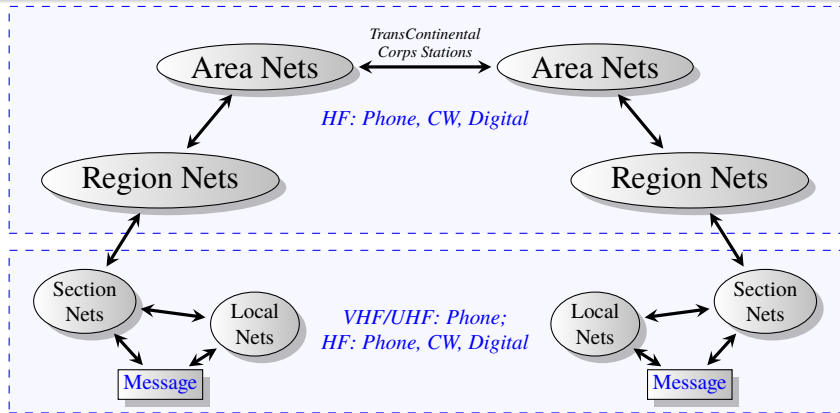 TransContinental
Corps Stations
Area Nets
Area Nets
HF: Phone, CW, Digital
Region Nets
Region Nets
Section
Nets
Local
Nets
VHF/UHF: Phone;
HF: Phone, CW, Digital
Local
Nets
Section
Nets
Message
Message